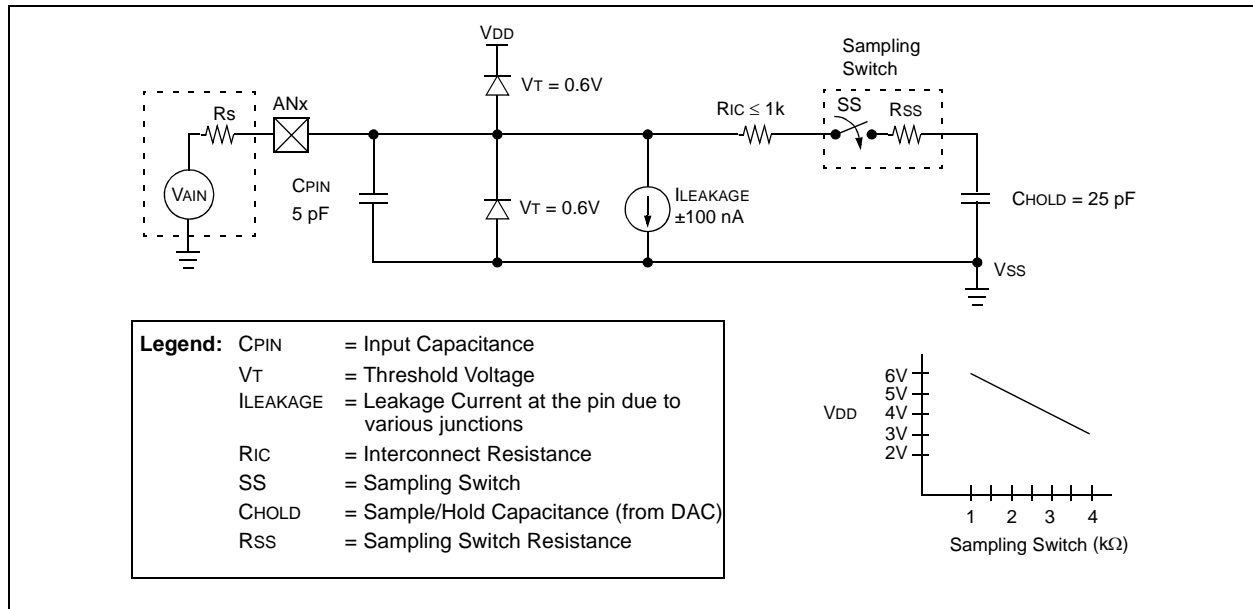 VDD
Sampling
Switch
VT = 0.6V
ANx
RS
RIC ≤ 1k
SS
RSS
VAIN
CPIN
5 pF
VT = 0.6V
ILEAKAGE
±100 nA
CHOLD = 25 pF
VSS
Legend: CPIN = Input Capacitance
VT = Threshold Voltage
ILEAKAGE = Leakage Current at the pin due to
various junctions
RIC = Interconnect Resistance
SS = Sampling Switch
CHOLD = Sample/Hold Capacitance (from DAC)
RSS = Sampling Switch Resistance
6V
5V
VDD
4V
3V
2V
1 2 3 4
Sampling Switch (kΩ)